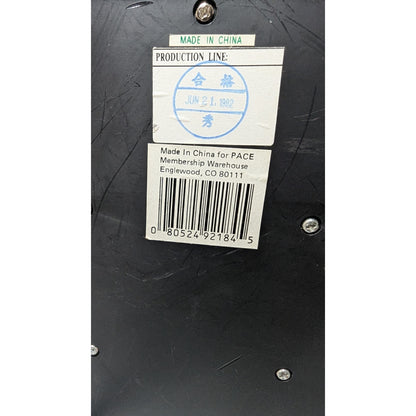 MADE IN CHINA
PRODUCTION LINE:
合格
JUN 21.1992
秀
Made In China for PACE
Membership Warehouse
Englewood, CO 80111
0 80524 92184 5